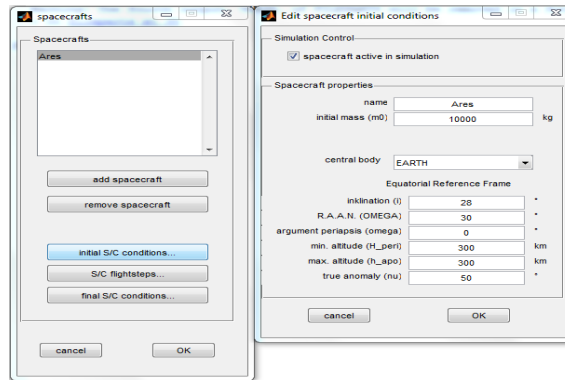 spacecrafts
Spacecrafts
Ares
add spacecraft
remove spacecraft
initial S/C conditions...
S/C flightsteps...
final S/C conditions...
cancel OK
Edit spacecraft initial conditions
Simulation Control
spacecraft active in simulation
Spacecraft properties
name Ares
initial mass (m0) 10000 kg
central body EARTH
Equatorial Reference Frame
inklination (i) 28 °
R.A.A.N. (OMEGA) 30 °
argument periapsis (omega) 0 °
min. altitude (H_peri) 300 km
max. altitude (h_apo) 300 km
true anomaly (nu) 50 °
cancel OK